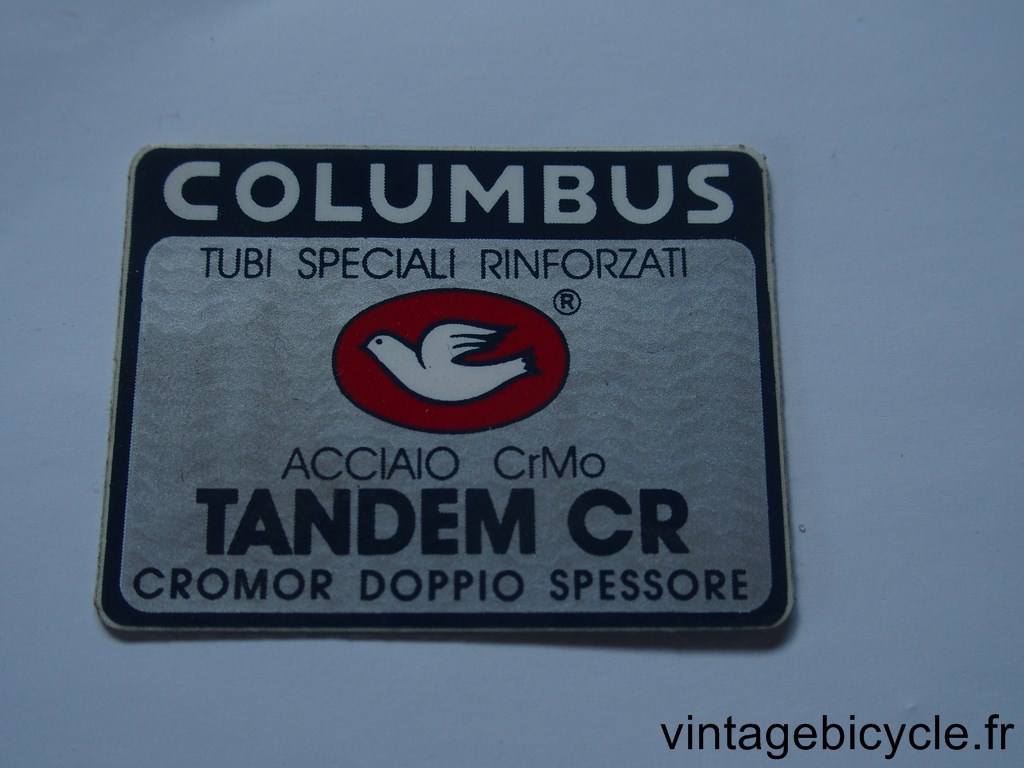 COLUMBUS
TUBI SPECIALI RINFORZATI
®
ACCIAIO CrMo
TANDEM CR
CROMOR DOPPIO SPESSORE
vintagebicycle.fr